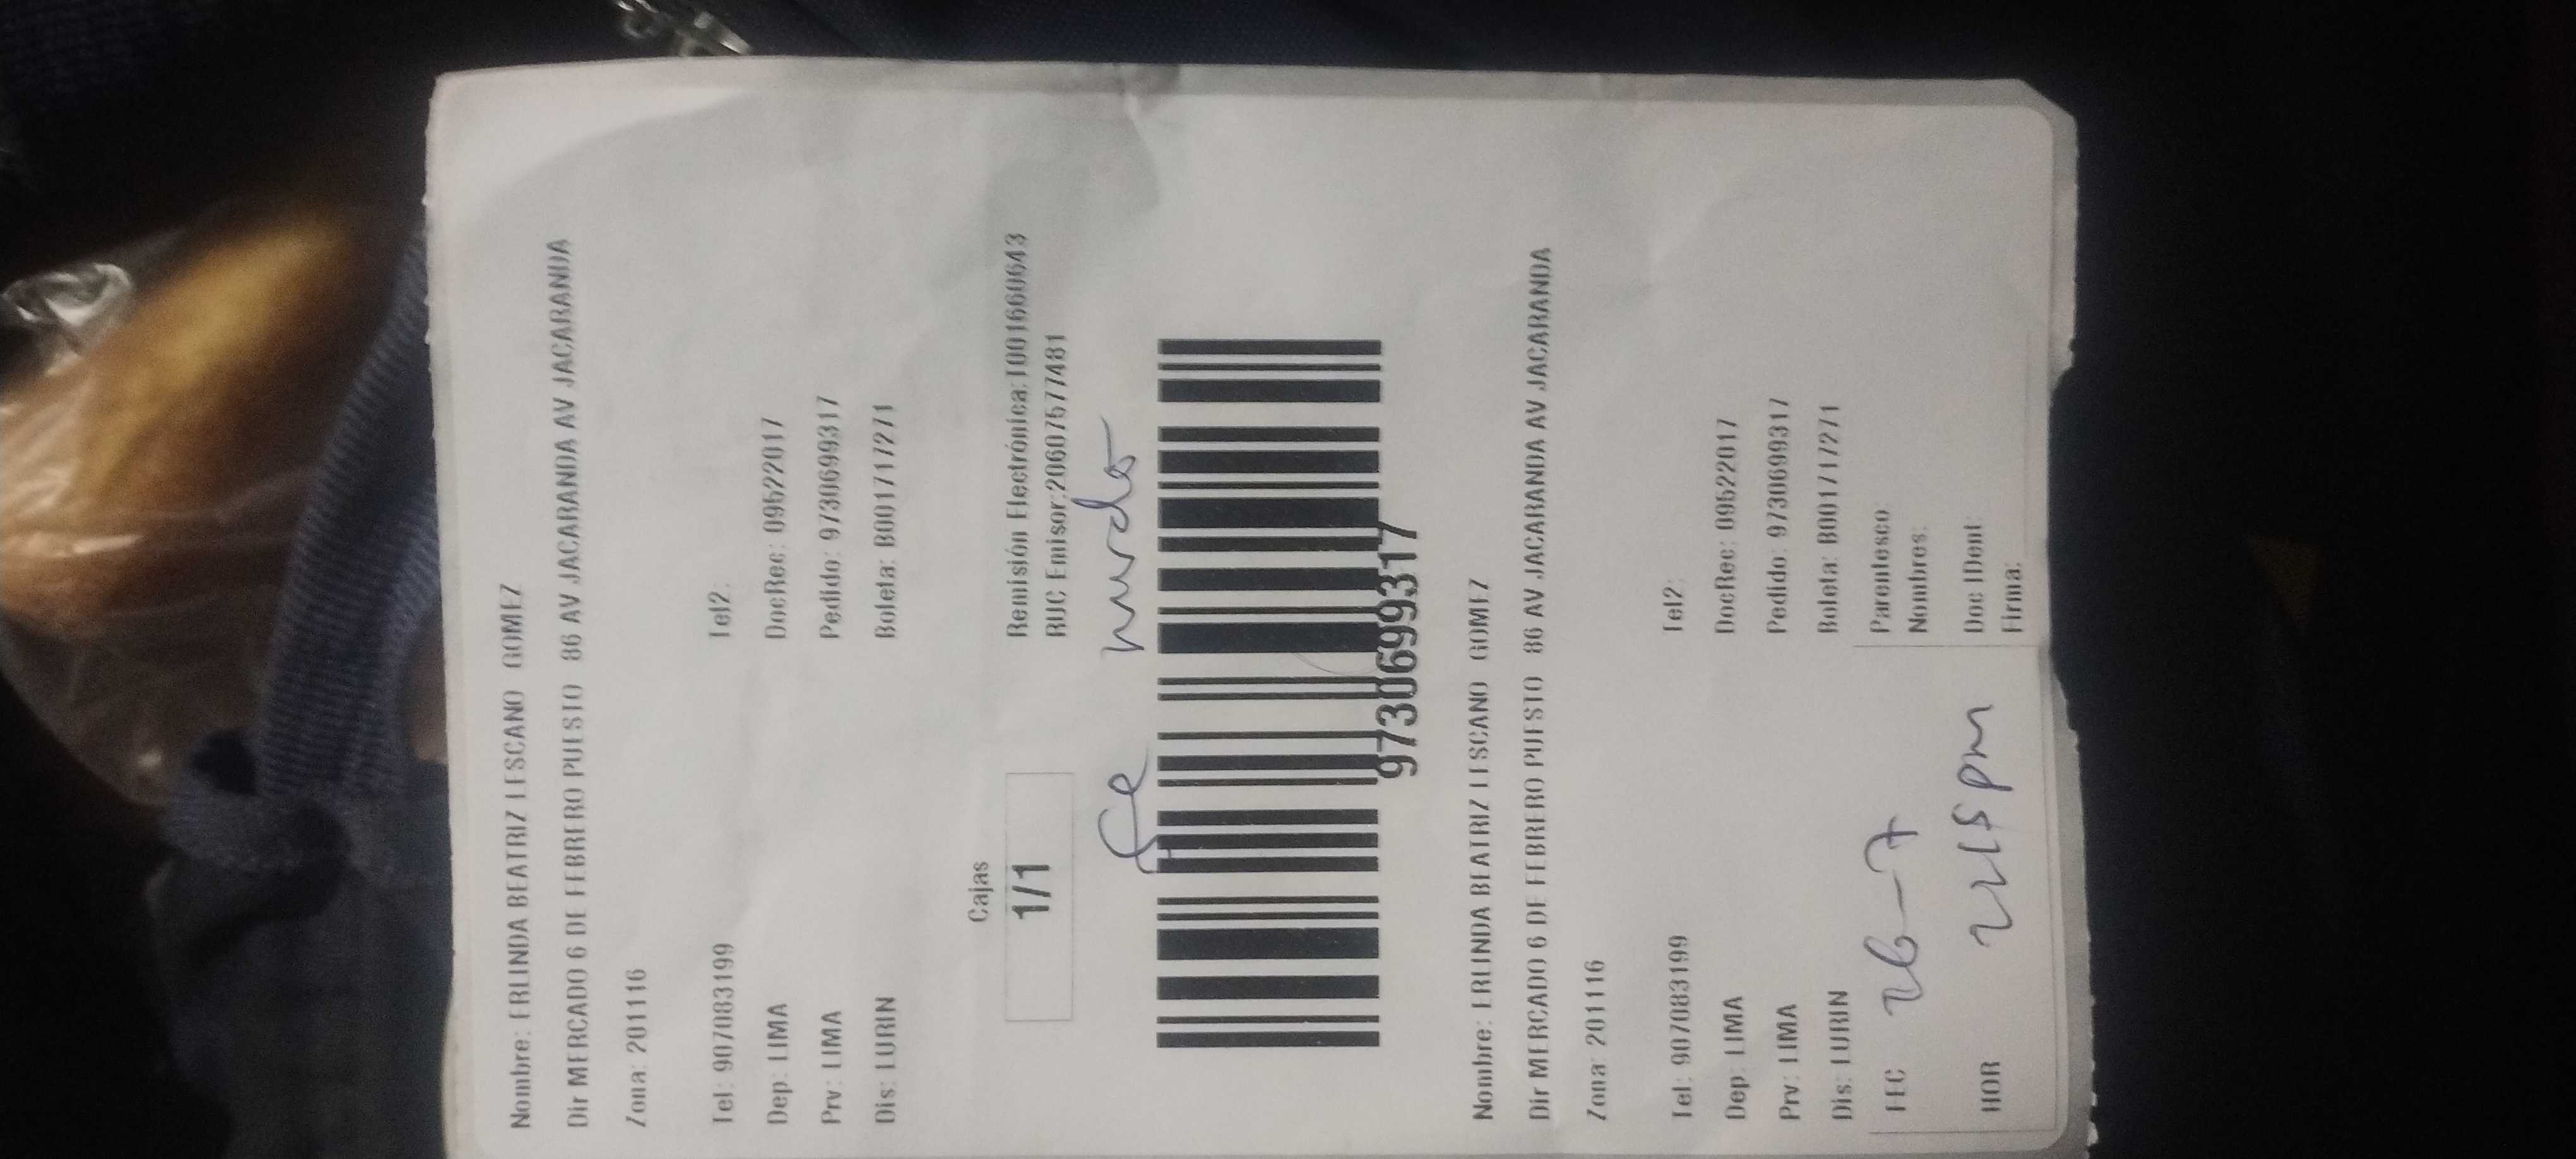 Nombre: ERLINDA BEATRIZ LESCANO GOMEZ
Dir MERCADO 6 DE FEBRERO PUESTO 86 AV JACARANDA AV JACARANDA
Zona: 201116
Tel: 907083199 Tel2:
Dep: LIMA DocRec: 09522017
Prv: LIMA Pedido: 9730699317
Dis: LURIN Boleta: B001717271
Cajas
1/1
Remisión Electrónica:T001660643
RUC Emisor:20607577481
97306993​17
Nombre: ERLINDA BEATRIZ LESCANO GOMEZ
Dir MERCADO 6 DE FEBRERO PUESTO 86 AV JACARANDA AV JACARANDA
Zona: 201116
Tel: 907083199 Tel2:
Dep: LIMA DocRec: 09522017
Prv: LIMA Pedido: 9730699317
Dis: LURIN Boleta: B001717271
FEC 26-7
Parentesco:
Nombres:
HOR 2215 pm
Doc IDent:
Firma: